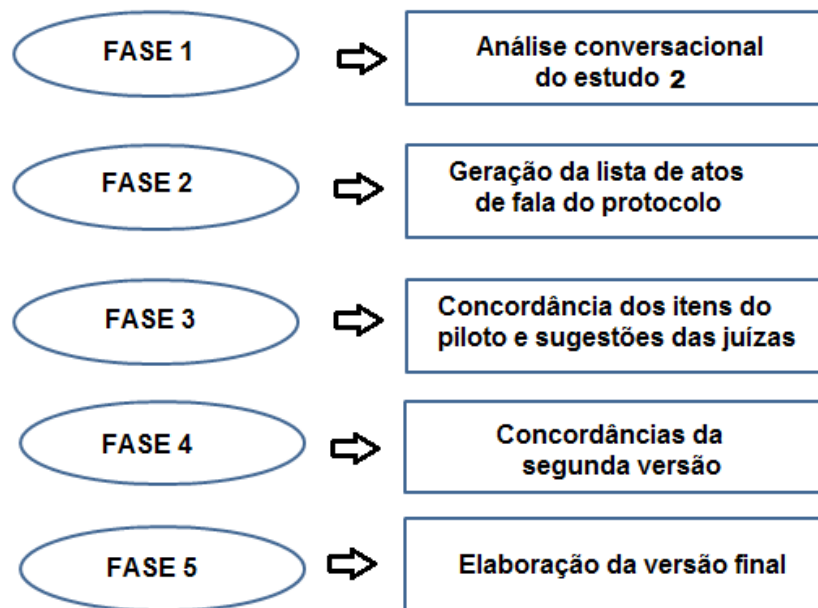 FASE 1
Análise conversacional
do estudo 2
FASE 2
Geração da lista de atos
de fala do protocolo
FASE 3
Concordância dos itens do
piloto e sugestões das juízas
FASE 4
Concordâncias da
segunda versão
FASE 5
Elaboração da versão final